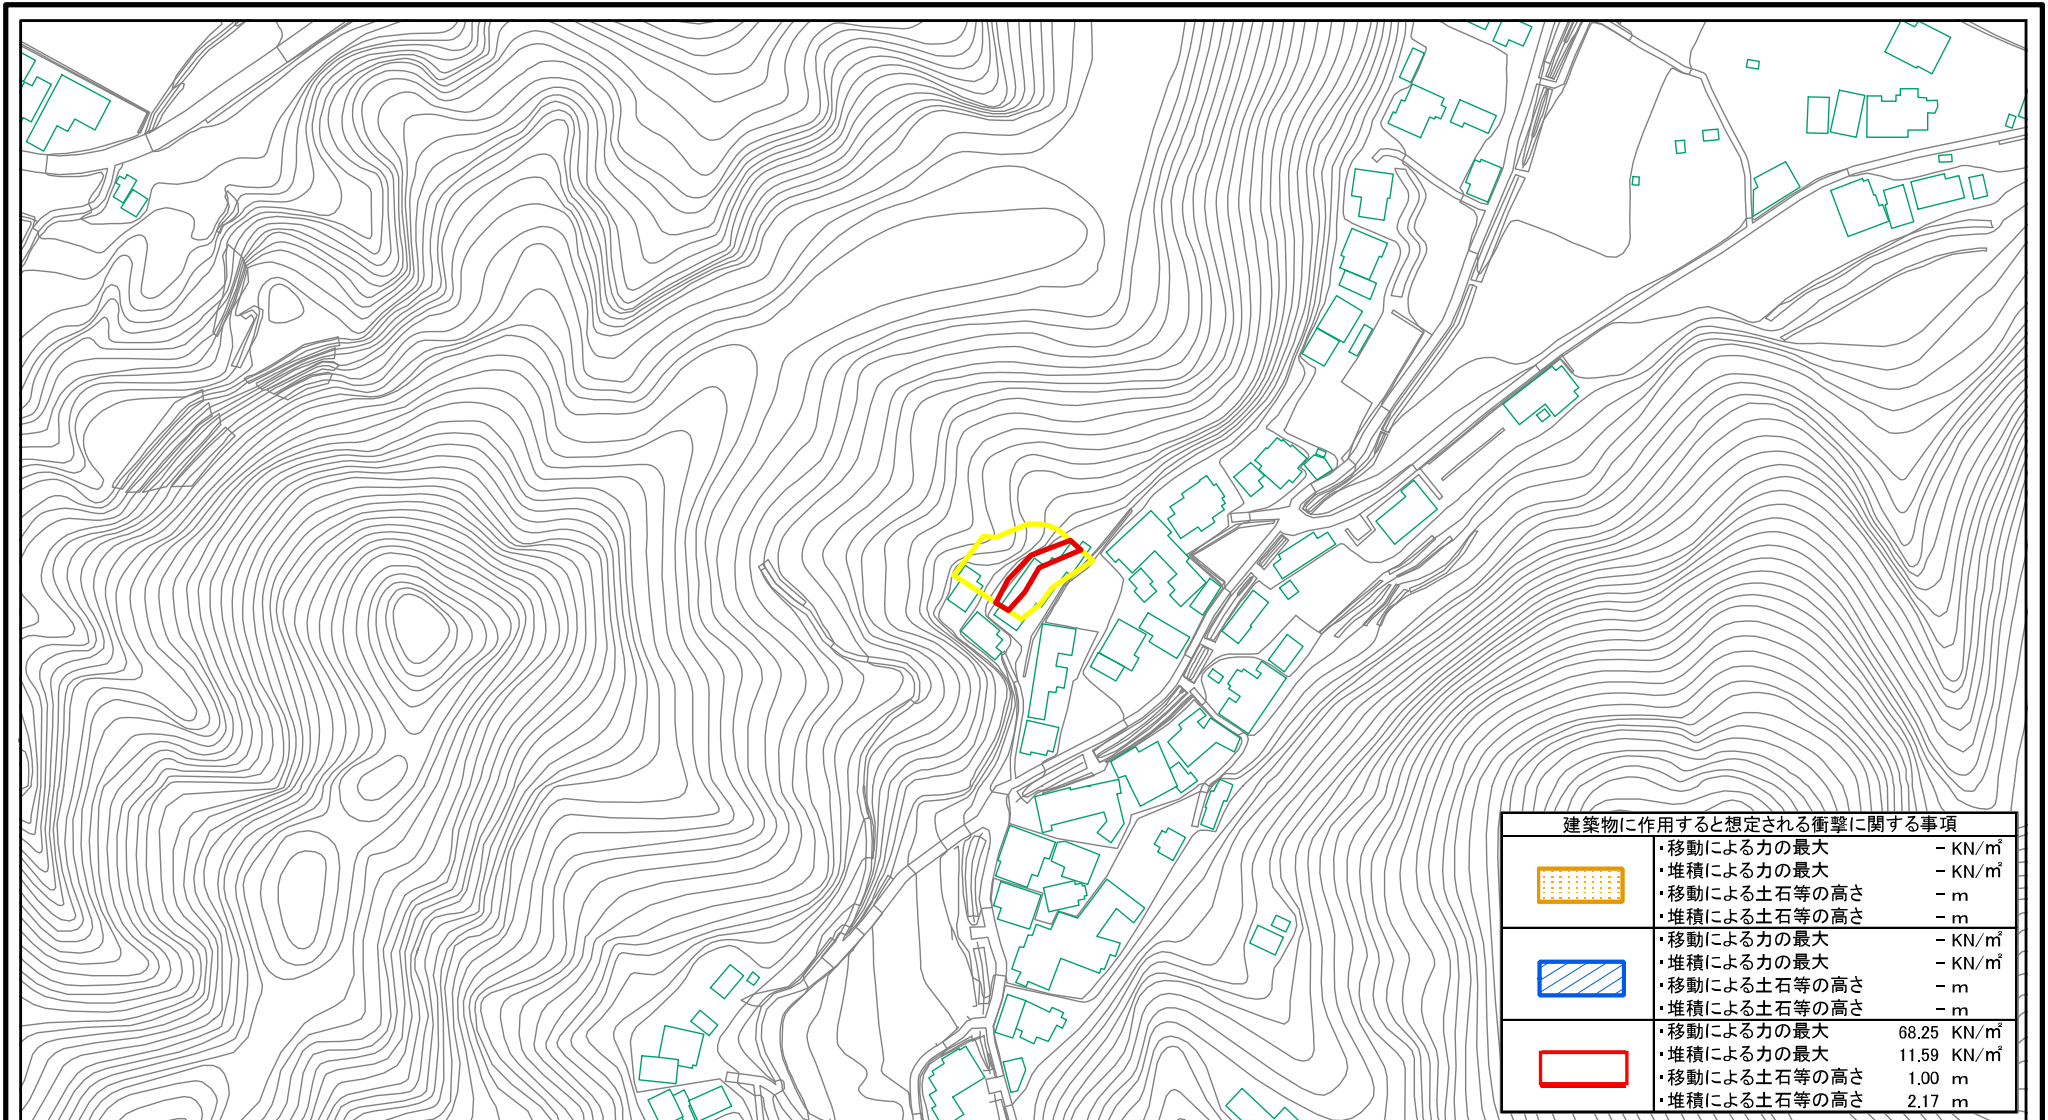 建築物に作用すると想定される衝撃に関する事項
・移動による力の最大 － KN/㎡
・堆積による力の最大 － KN/㎡
・移動による土石等の高さ － m
・堆積による土石等の高さ － m
・移動による力の最大 － KN/㎡
・堆積による力の最大 － KN/㎡
・移動による土石等の高さ － m
・堆積による土石等の高さ － m
・移動による力の最大 68.25 KN/㎡
・堆積による力の最大 11.59 KN/㎡
・移動による土石等の高さ 1.00 m
・堆積による土石等の高さ 2.17 m